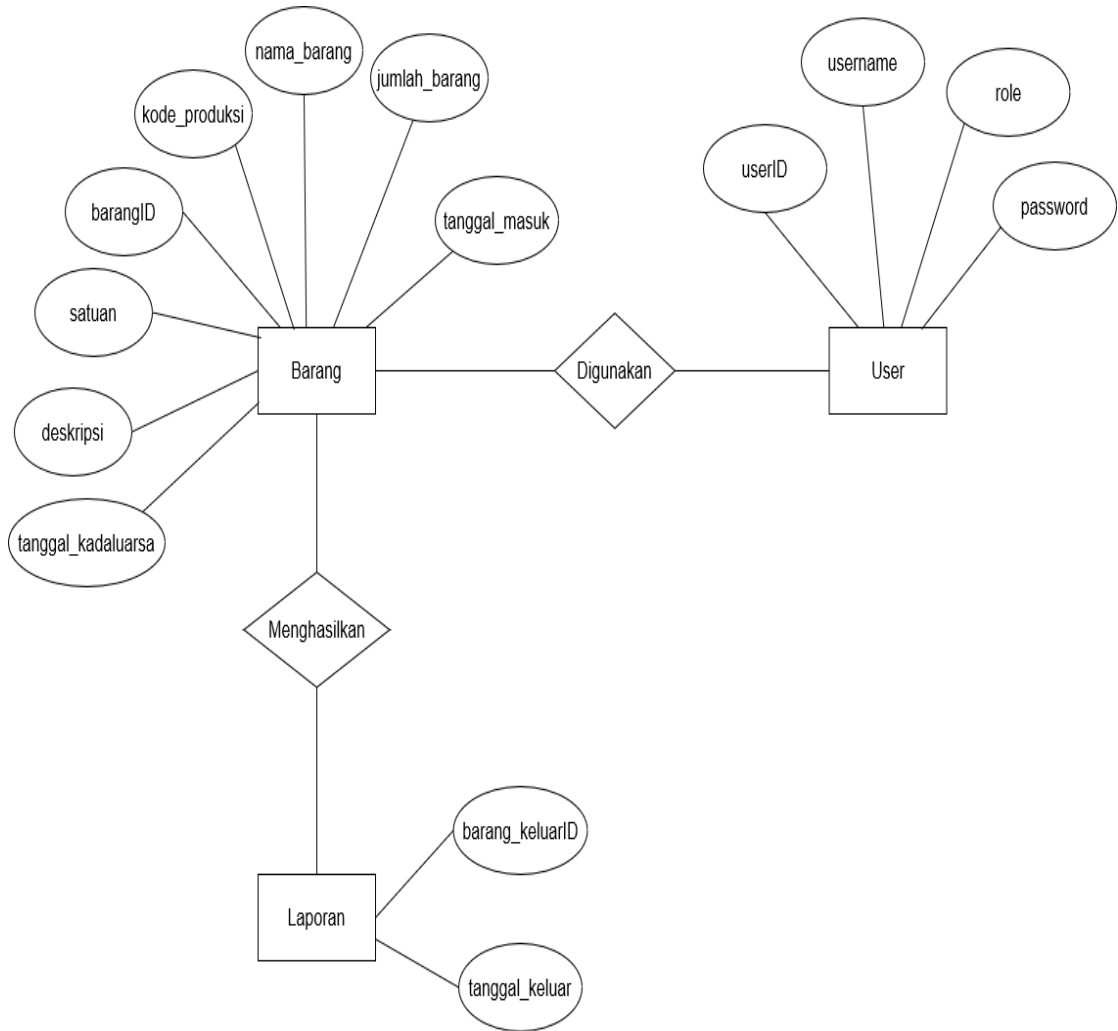 nama_barang
jumlah_barang
kode_produksi
barangID
tanggal_masuk
satuan
deskripsi
tanggal_kadaluarsa
username
role
userID
password
Barang
Digunakan
User
Menghasilkan
barang_keluarID
Laporan
tanggal_keluar